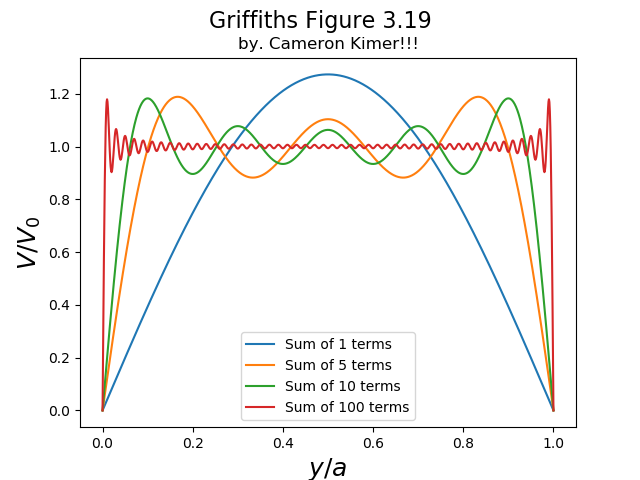 Griffiths Figure 3.19
by. Cameron Kimer!!!
V/V₀
1.2
1.0
0.8
0.6
0.4
0.2
0.0
Sum of 1 terms
Sum of 5 terms
Sum of 10 terms
Sum of 100 terms
0.0 0.2 0.4 0.6 0.8 1.0
y/a